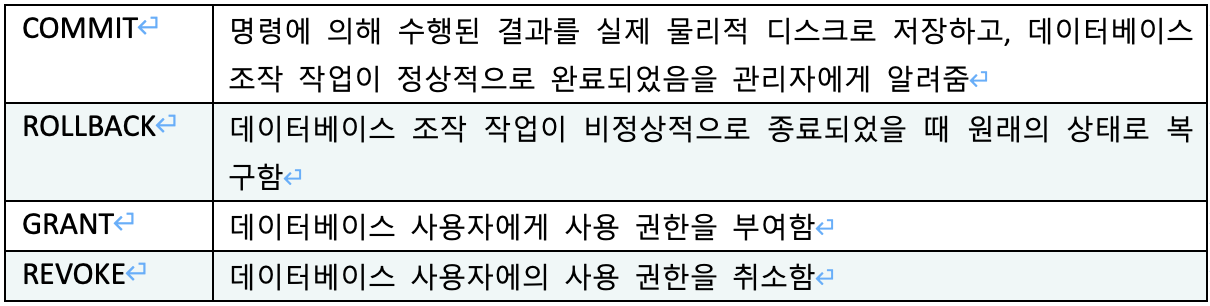 COMMIT↵
명령에 의해 수행된 결과를 실제 물리적 디스크로 저장하고, 데이터베이스
조작 작업이 정상적으로 완료되었음을 관리자에게 알려줌↵
ROLLBACK↵
데이터베이스 조작 작업이 비정상적으로 종료되었을 때 원래의 상태로 복
구함↵
GRANT↵
데이터베이스 사용자에게 사용 권한을 부여함↵
REVOKE↵
데이터베이스 사용자에의 사용 권한을 취소함↵